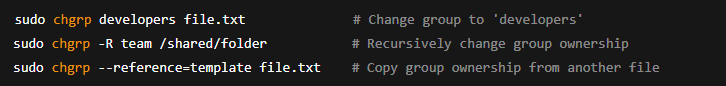 sudo chgrp developers file.txt # Change group to 'developers'
sudo chgrp -R team /shared/folder # Recursively change group ownership
sudo chgrp --reference=template file.txt # Copy group ownership from another file